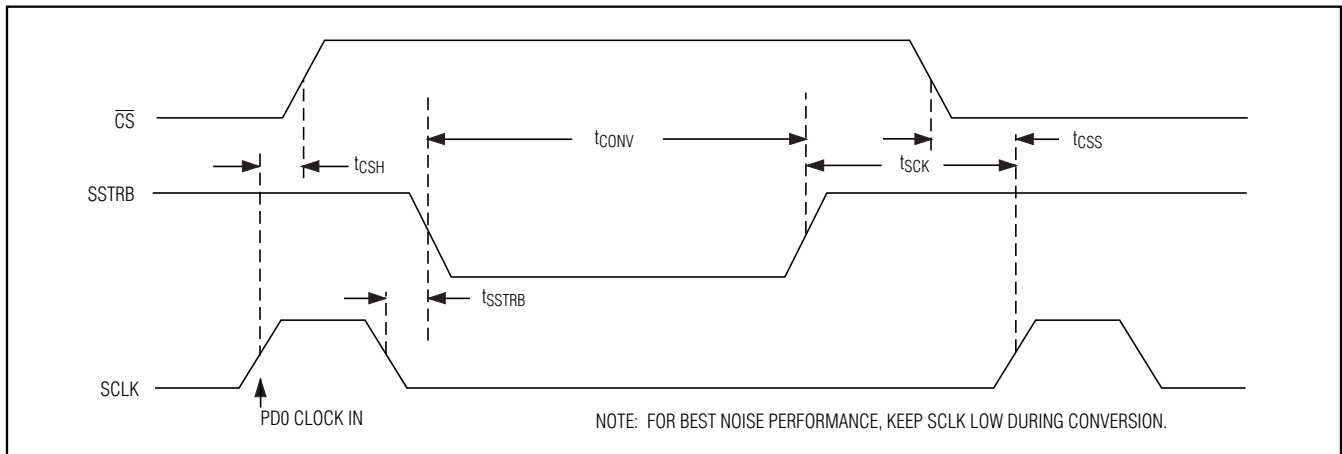 CS
tCONV
tCSS
tCSH
tSCK
SSTRB
tSSTRB
SCLK
PD0 CLOCK IN
NOTE: FOR BEST NOISE PERFORMANCE, KEEP SCLK LOW DURING CONVERSION.